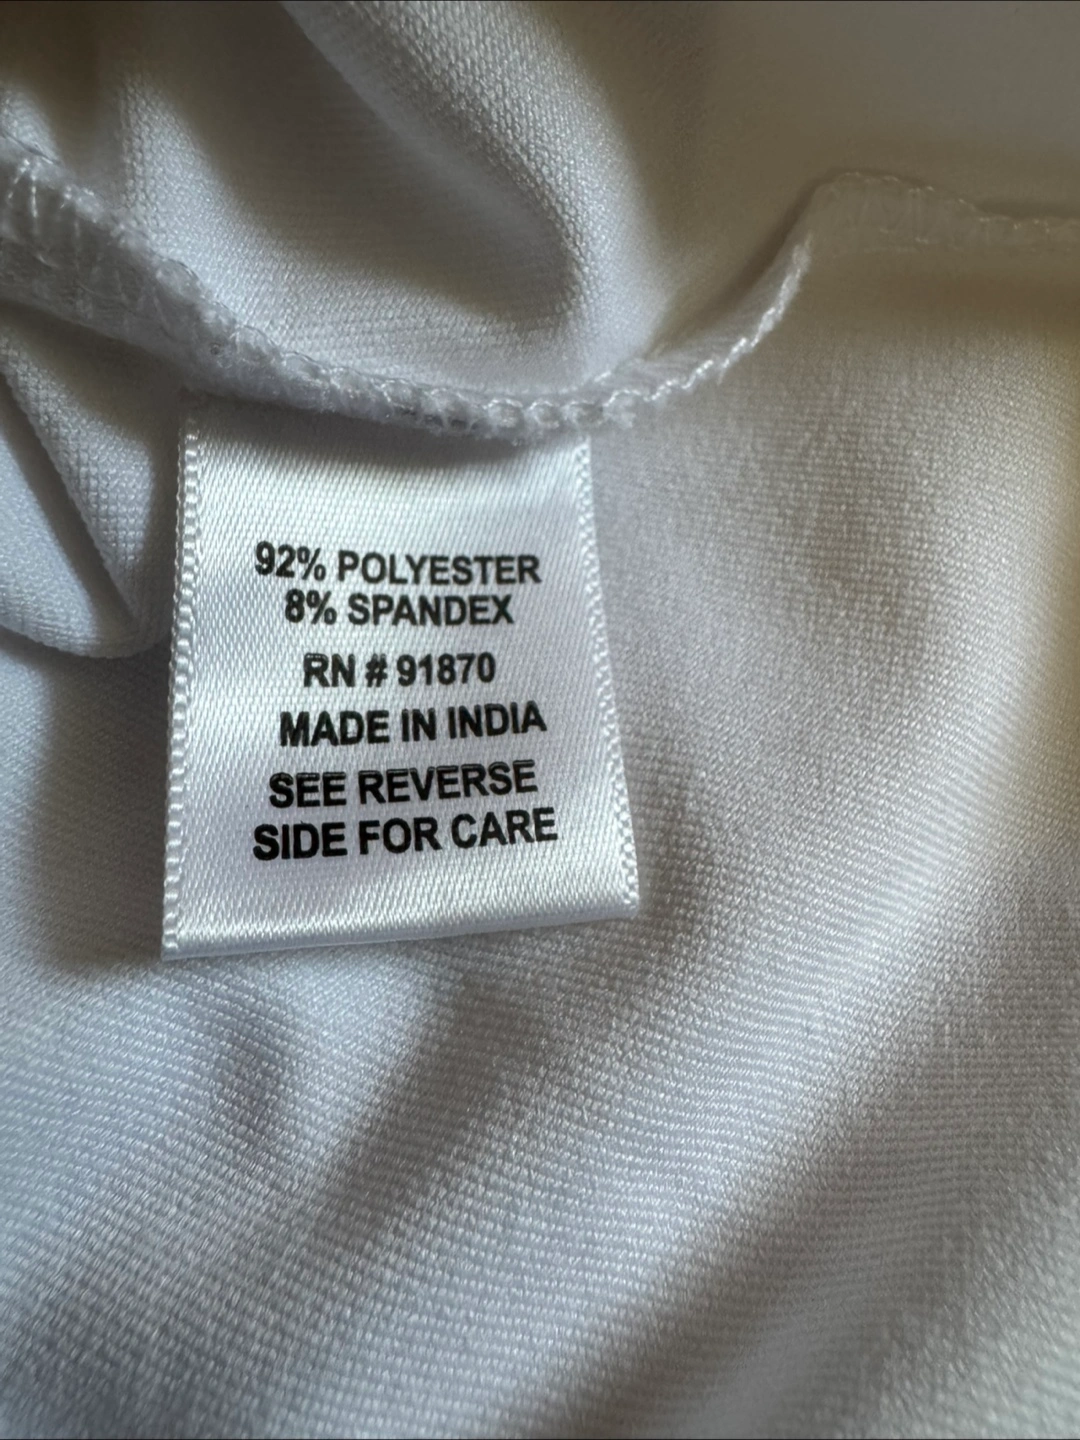 92% POLYESTER
8% SPANDEX
RN # 91870
MADE IN INDIA
SEE REVERSE
SIDE FOR CARE